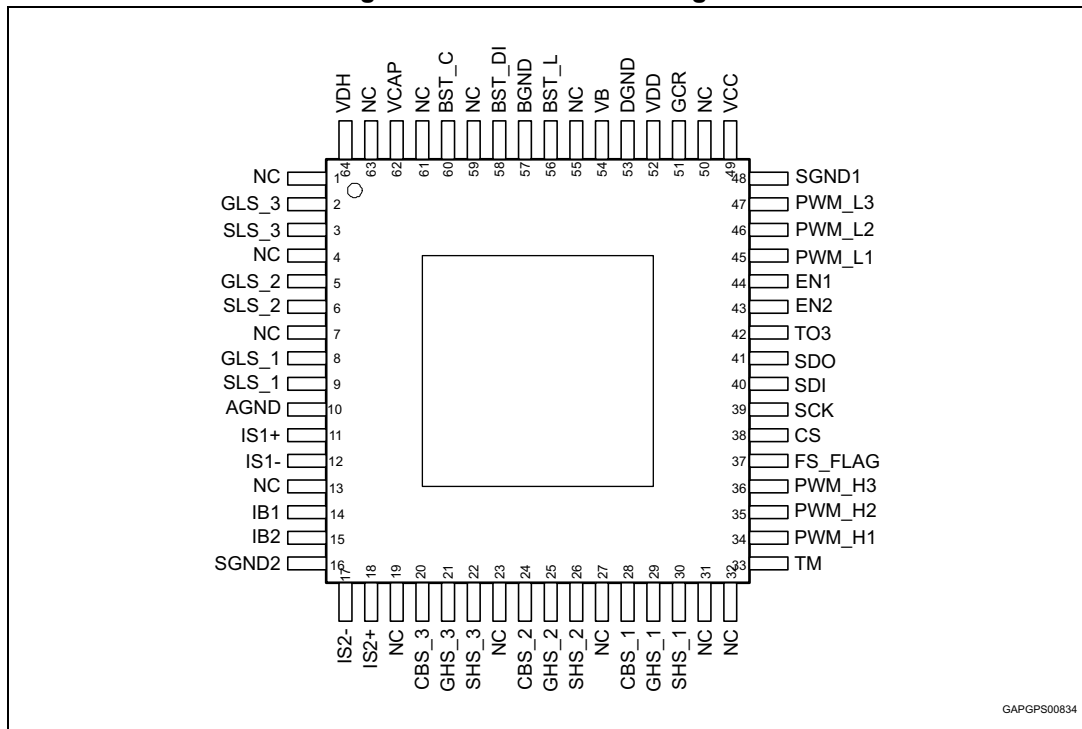 VDH
NC
VCAP
NC
BST_C
NC
BST_DI
BGND
BST_L
NC
VB
DGND
VDD
GCR
NC
VCC
64
63
62
61
60
59
58
57
56
55
54
53
52
51
50
49
NC 1
GLS_3 2
SLS_3 3
NC 4
GLS_2 5
SLS_2 6
NC 7
GLS_1 8
SLS_1 9
AGND 10
IS1+ 11
IS1- 12
NC 13
IB1 14
IB2 15
SGND2 16
48 SGND1
47 PWM_L3
46 PWM_L2
45 PWM_L1
44 EN1
43 EN2
42 TO3
41 SDO
40 SDI
39 SCK
38 CS
37 FS_FLAG
36 PWM_H3
35 PWM_H2
34 PWM_H1
33 TM
17
18
19
20
21
22
23
24
25
26
27
28
29
30
31
32
IS2-
IS2+
NC
CBS_3
GHS_3
SHS_3
NC
CBS_2
GHS_2
SHS_2
NC
CBS_1
GHS_1
SHS_1
NC
NC
GAPGPS00834